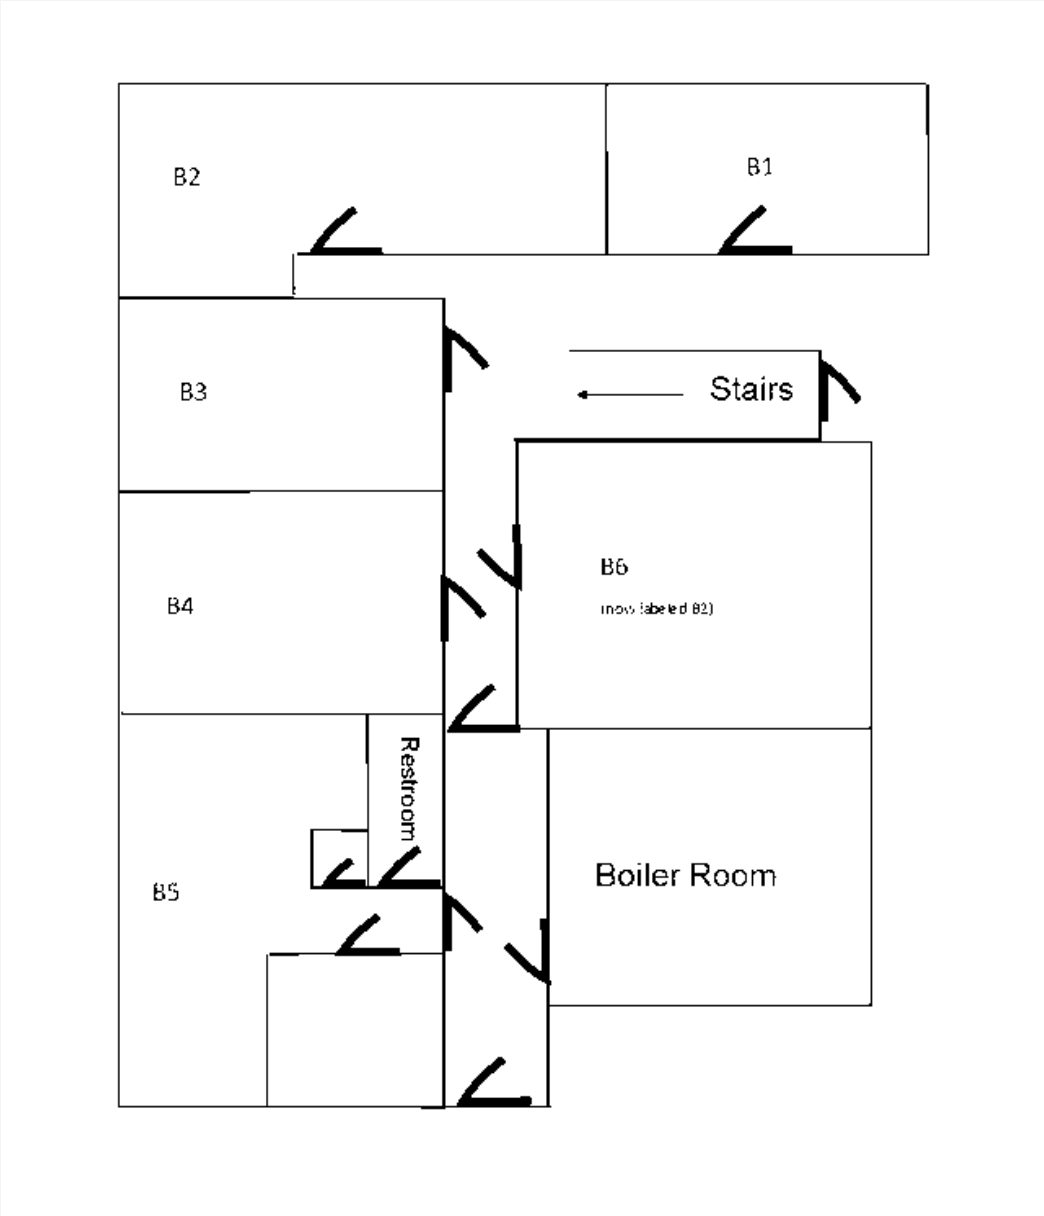 B2
B1
B3
Stairs
B6
(now labeled B2)
B4
Restroom
Boiler Room
B5